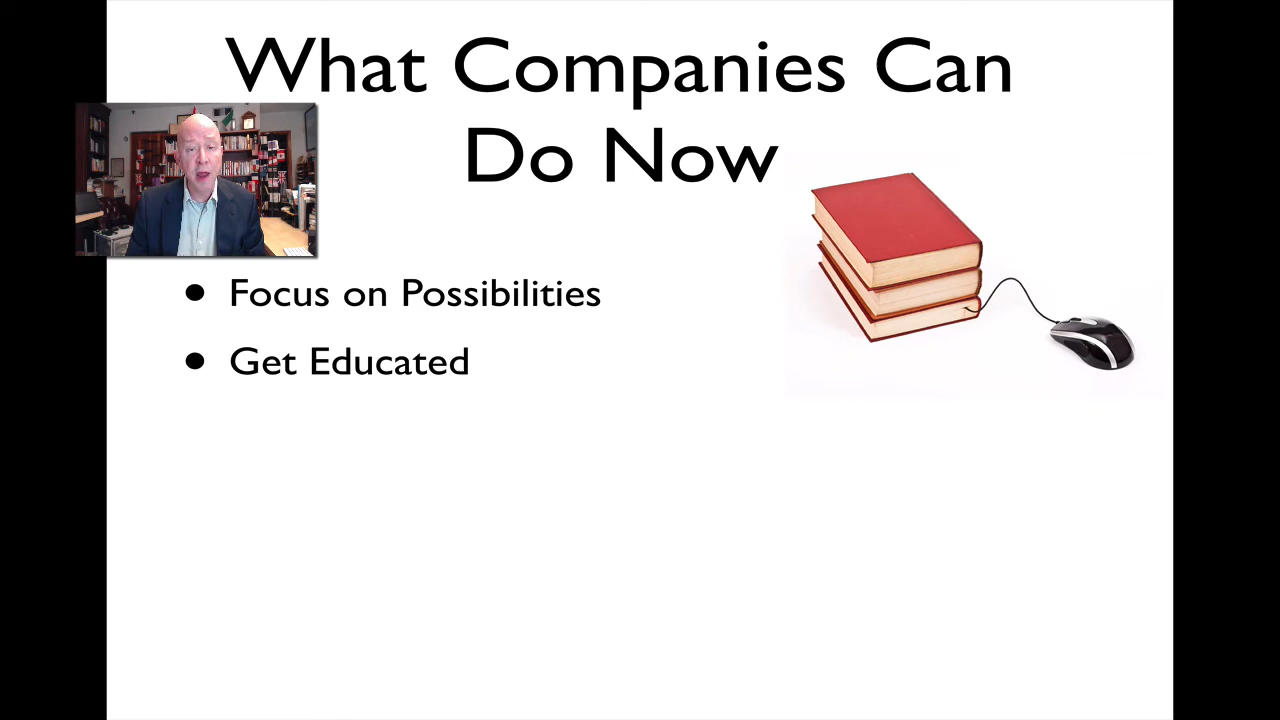 What Companies Can
Do Now
• Focus on Possibilities
• Get Educated